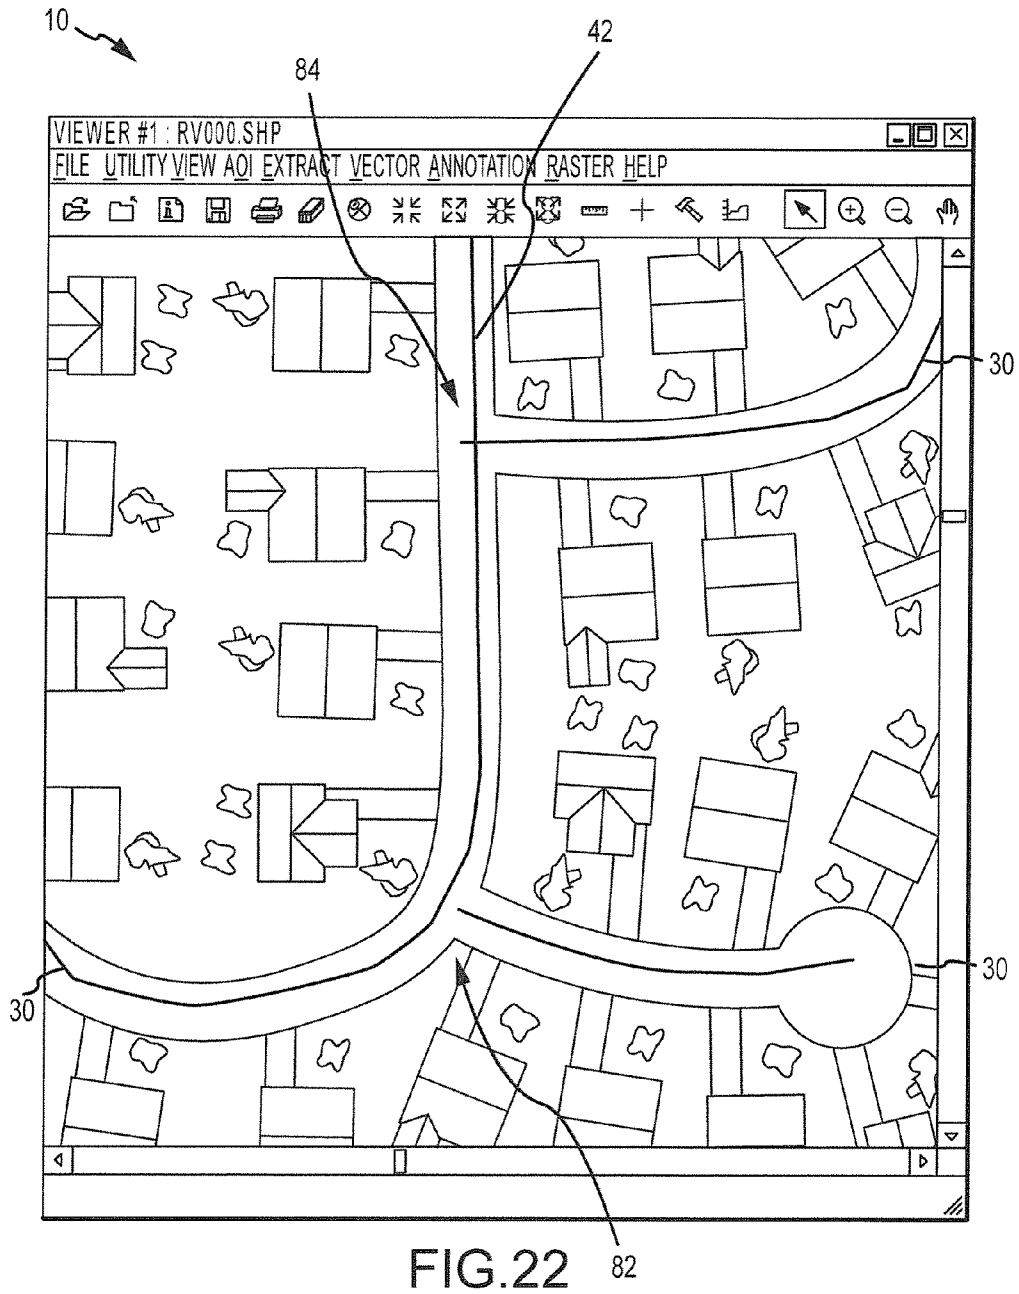 10
42
84
VIEWER #1 : RV000.SHP
FILE UTILITY VIEW AOI EXTRACT VECTOR ANNOTATION RASTER HELP
30
30
30
FIG.22
82